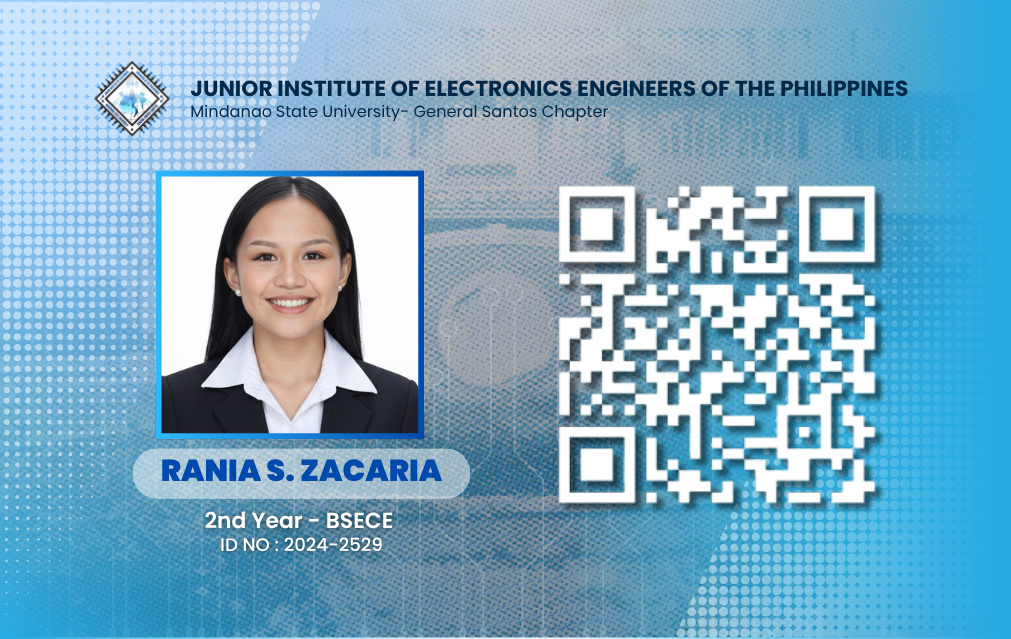 JUNIOR INSTITUTE OF ELECTRONICS ENGINEERS OF THE PHILIPPINES
Mindanao State University- General Santos Chapter
RANIA S. ZACARIA
2nd Year - BSECE
ID NO : 2024-2529